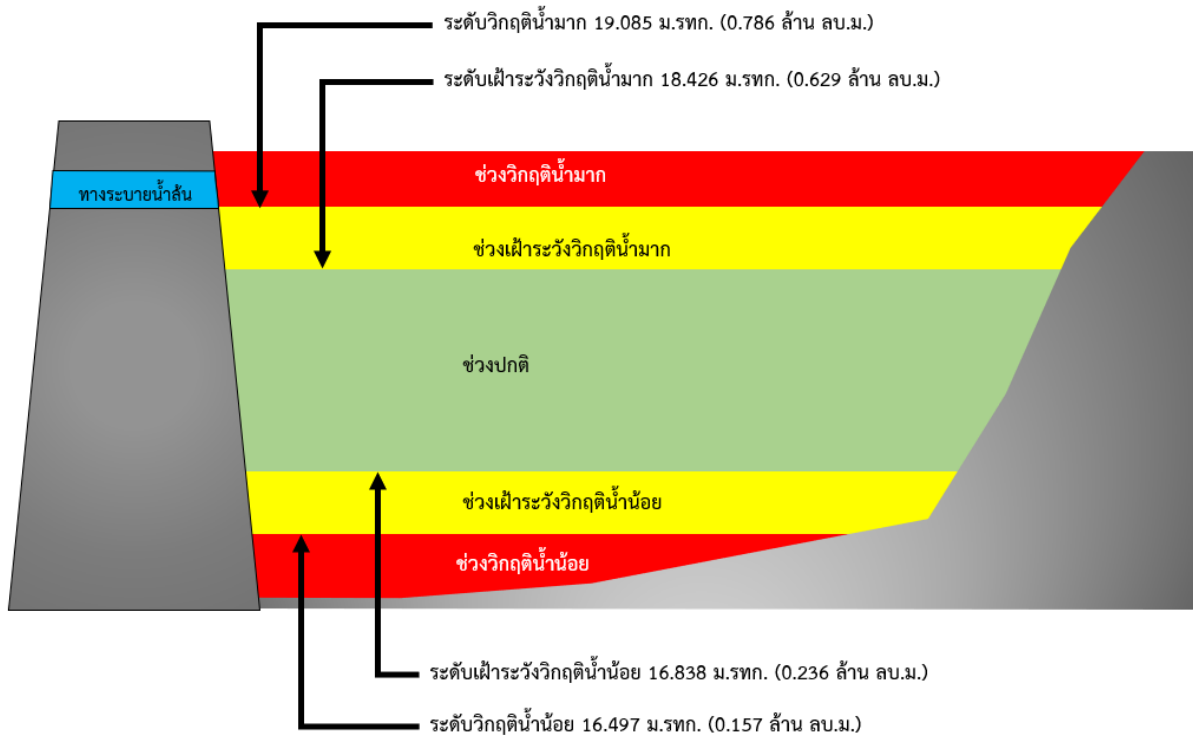 ระดับวิกฤติน้ำมาก 19.085 ม.รทก. (0.786 ล้าน ลบ.ม.)
ระดับเฝ้าระวังวิกฤติน้ำมาก 18.426 ม.รทก. (0.629 ล้าน ลบ.ม.)
ช่วงวิกฤติน้ำมาก
ทางระบายน้ำล้น
ช่วงเฝ้าระวังวิกฤติน้ำมาก
ช่วงปกติ
ช่วงเฝ้าระวังวิกฤติน้ำน้อย
ช่วงวิกฤติน้ำน้อย
ระดับเฝ้าระวังวิกฤติน้ำน้อย 16.838 ม.รทก. (0.236 ล้าน ลบ.ม.)
ระดับวิกฤติน้ำน้อย 16.497 ม.รทก. (0.157 ล้าน ลบ.ม.)